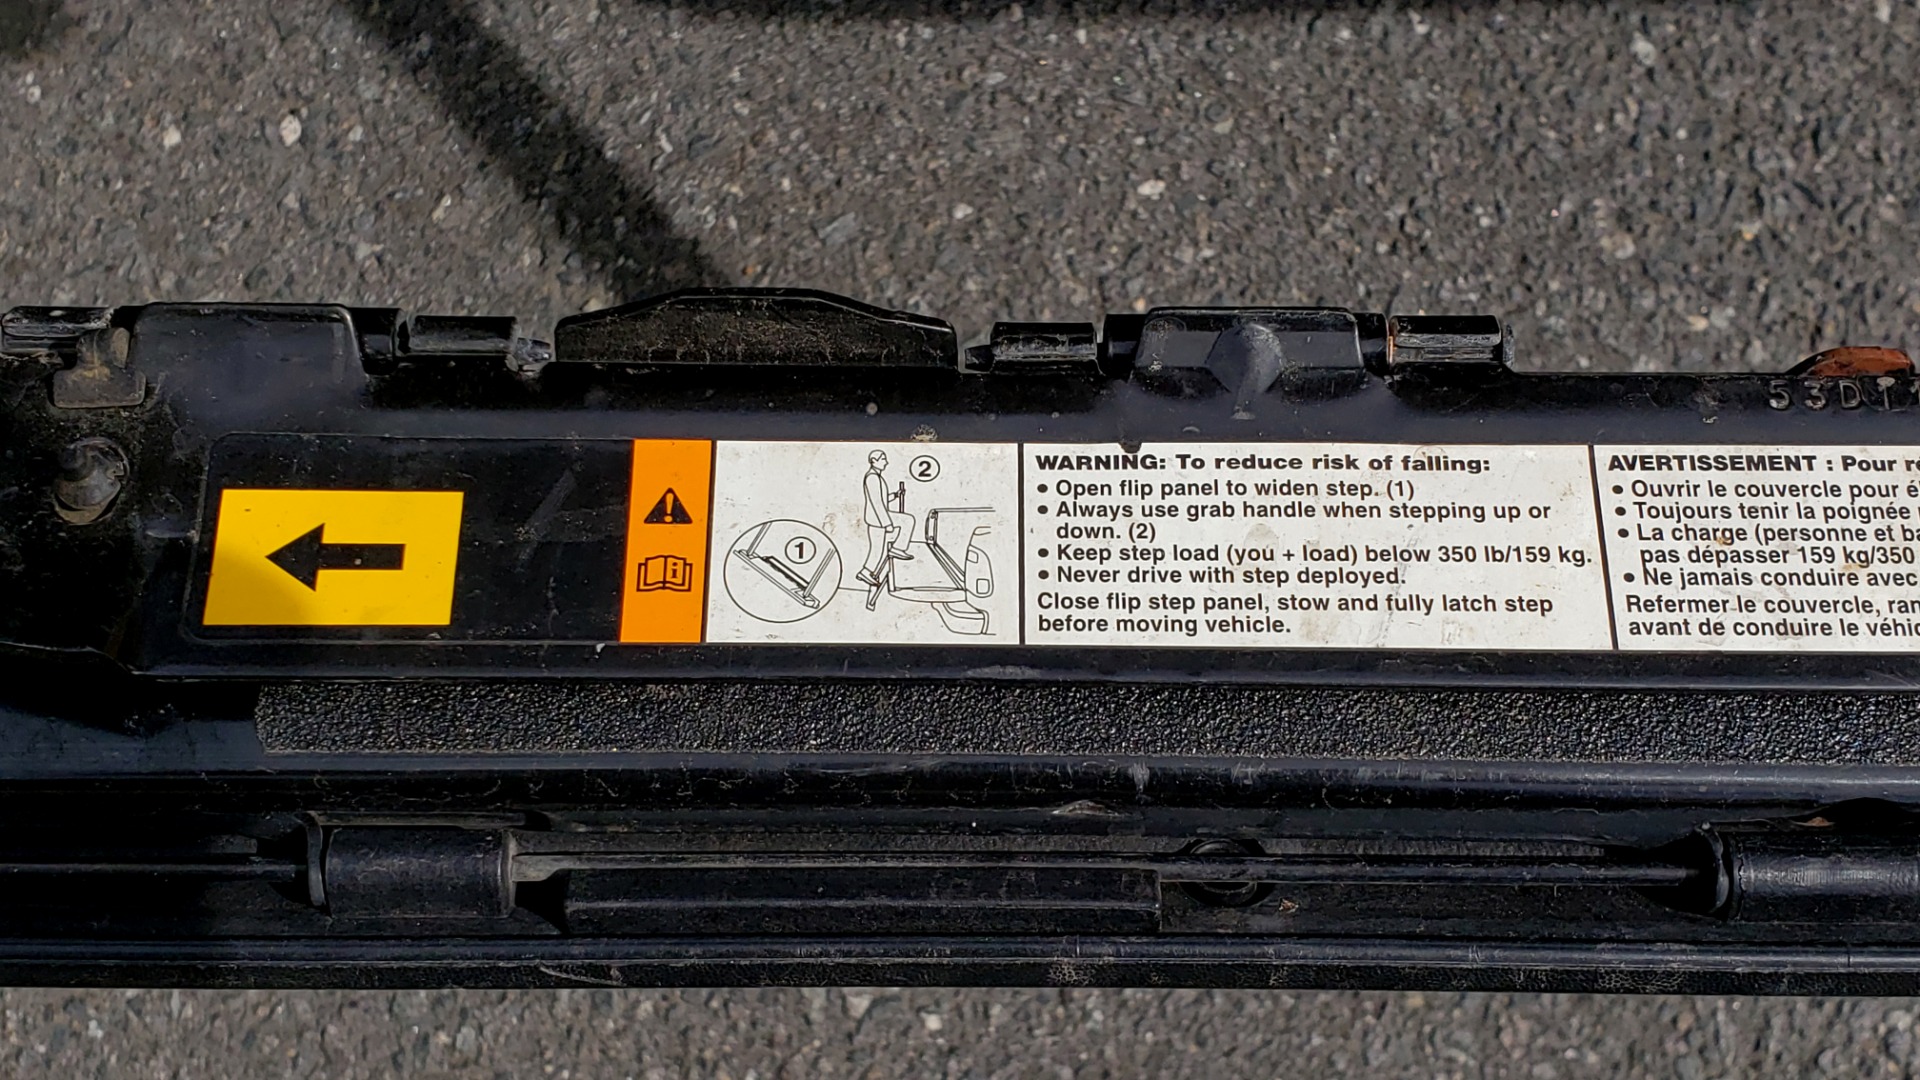 53D
2
1
WARNING: To reduce risk of falling:
• Open flip panel to widen step. (1)
• Always use grab handle when stepping up or
down. (2)
• Keep step load (you + load) below 350 lb/159 kg.
• Never drive with step deployed.
Close flip step panel, stow and fully latch step
before moving vehicle.
AVERTISSEMENT : Pour
• Ouvrir le couvercle pour
• Toujours tenir la poignée
• La charge (personne et
pas dépasser 159 kg/350
• Ne jamais conduire avec
Refermer le couvercle,
avant de conduire le